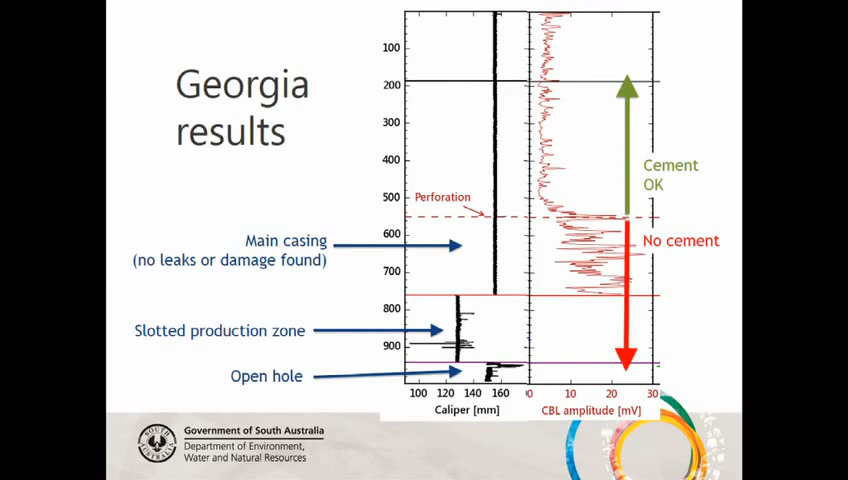 Georgia
results
100
200
300
400
500
600
700
800
900
Perforation
Main casing
(no leaks or damage found)
Slotted production zone
Open hole
Cement
OK
No cement
100 120 140 160
Caliper [mm]
0 10 20 30
CBL amplitude [mV]
SOUTH AUSTRALIA
Government of South Australia
Department of Environment,
Water and Natural Resources